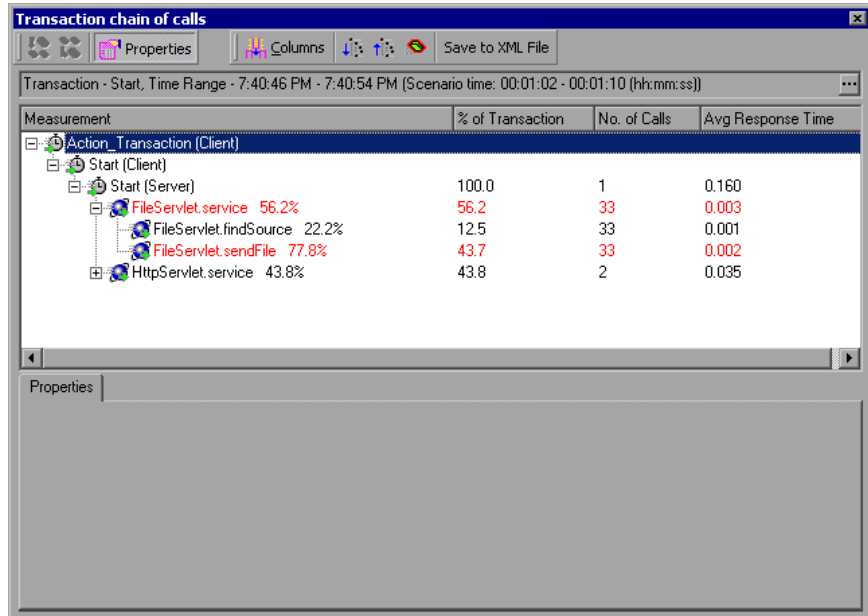 Transaction chain of calls
Properties Columns Save to XML File
Transaction - Start, Time Range - 7:40:46 PM - 7:40:54 PM (Scenario time: 00:01:02 - 00:01:10 (hh:mm:ss))
Measurement % of Transaction No. of Calls Avg Response Time
Action_Transaction (Client)
Start (Client)
Start (Server) 100.0 1 0.160
FileServlet.service 56.2% 56.2 33 0.003
FileServlet.findSource 22.2% 12.5 33 0.001
FileServlet.sendFile 77.8% 43.7 33 0.002
HttpServlet.service 43.8% 43.8 2 0.035
Properties